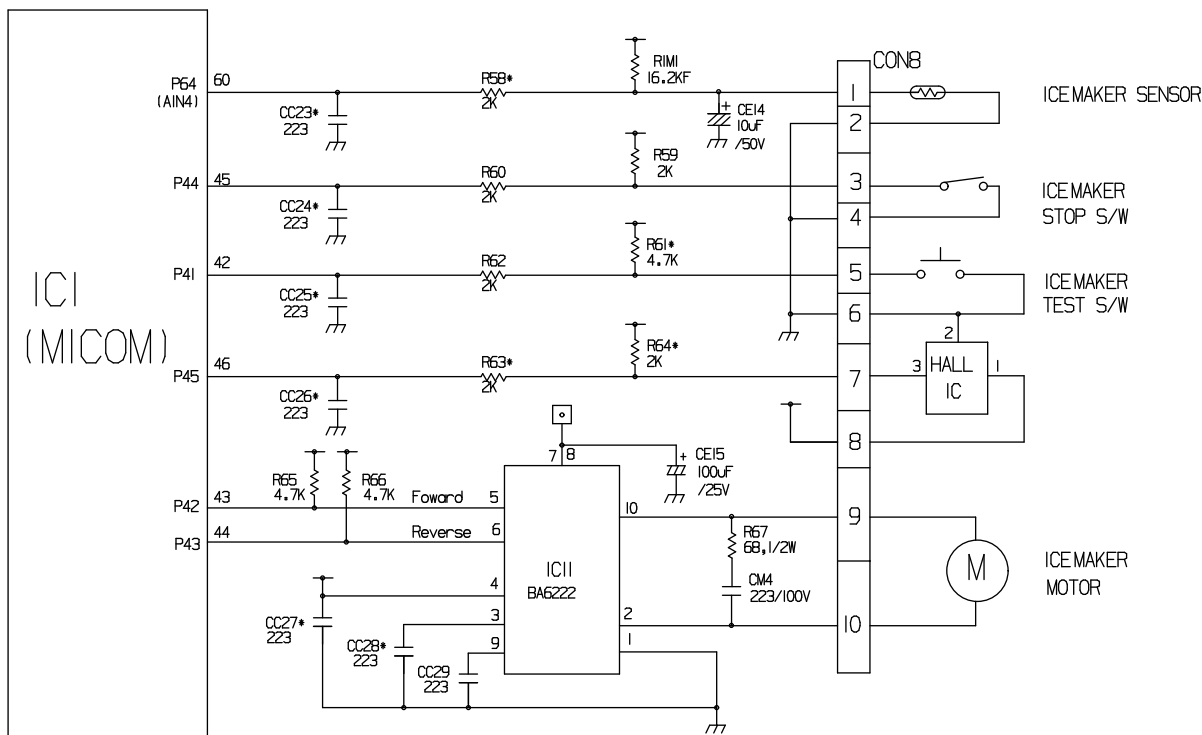 IC1
(MICOM)
P64
(AIN4)
60
CC23*
223
R58*
2K
RIM1
16.2KF
CE14
10uF
/50V
+
CON8
1
2
ICEMAKER SENSOR
P44
45
CC24*
223
R60
2K
R59
2K
3
4
ICEMAKER
STOP S/W
P41
42
CC25*
223
R62
2K
R61*
4.7K
5
6
ICEMAKER
TEST S/W
P45
46
CC26*
223
R63*
2K
R64*
2K
7
8
2
3
HALL
IC
1
7
8
CE15
100uF
/25V
+
R65
4.7K
R66
4.7K
P42
43
Foward
5
P43
44
Reverse
6
IC11
BA6222
10
2
1
4
3
9
R67
68,1/2W
CM4
223/100V
9
10
M
ICEMAKER
MOTOR
CC27*
223
CC28*
223
CC29
223